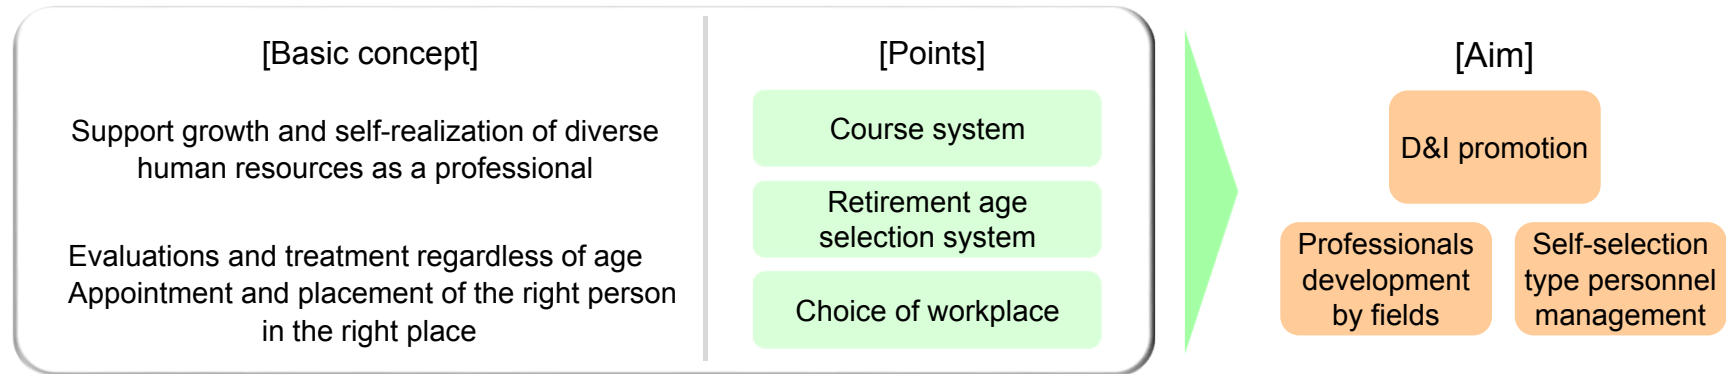 [Basic concept]
Support growth and self-realization of diverse
human resources as a professional
Evaluations and treatment regardless of age
Appointment and placement of the right person
in the right place
[Points]
Course system
Retirement age
selection system
Choice of workplace
[Aim]
D&I promotion
Professionals
development
by fields
Self-selection
type personnel
management